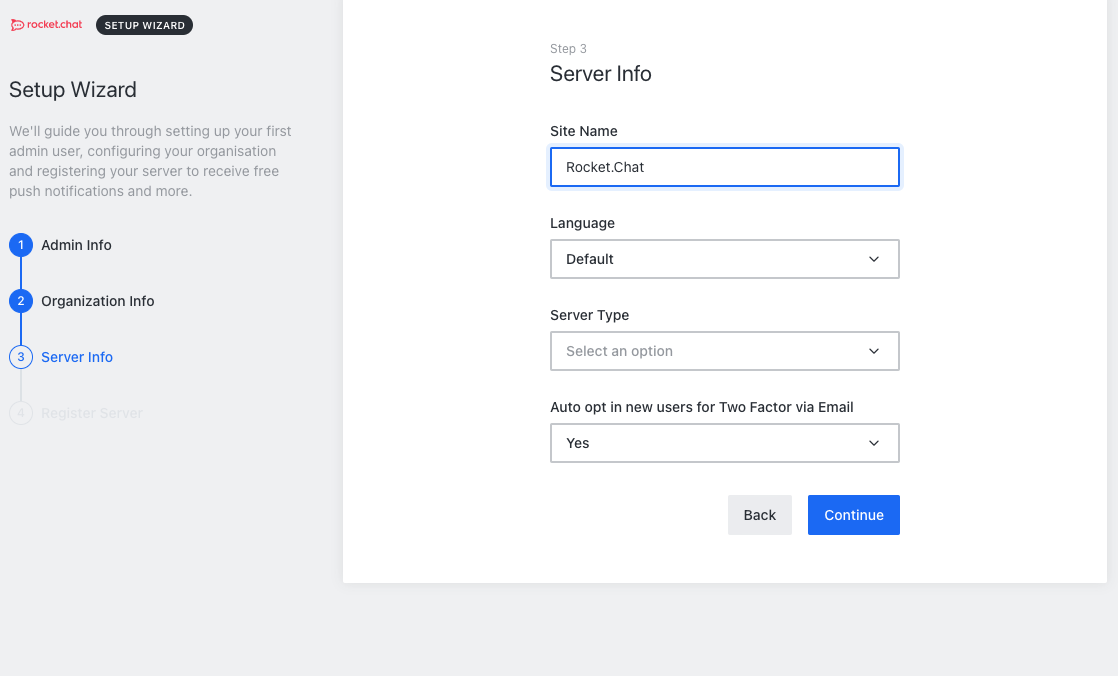 rocket.chat SETUP WIZARD
Setup Wizard
We'll guide you through setting up your first
admin user, configuring your organisation
and registering your server to receive free
push notifications and more.
1 Admin Info
2 Organization Info
3 Server Info
4 Register Server
Step 3
Server Info
Site Name
Rocket.Chat
Language
Default
Server Type
Select an option
Auto opt in new users for Two Factor via Email
Yes
Back Continue